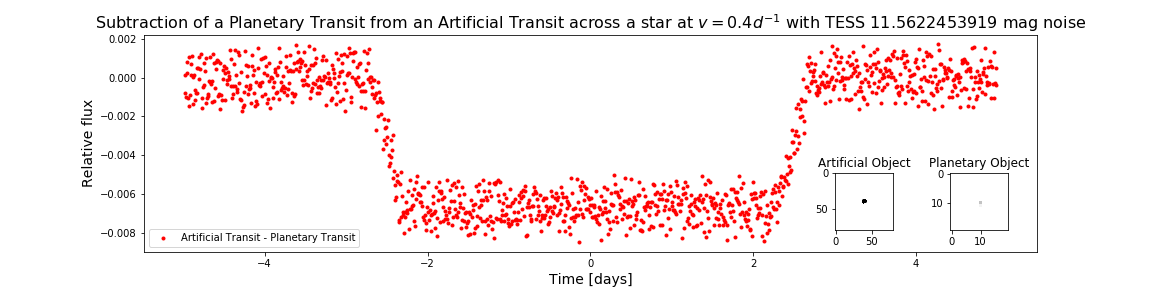 Subtraction of a Planetary Transit from an Artificial Transit across a star at v = 0.4d⁻¹ with TESS 11.5622453919 mag noise
Relative flux
0.002
0.000
−0.002
−0.004
−0.006
−0.008
Artificial Transit - Planetary Transit
Artificial Object
0
50
0 50
Planetary Object
0
10
0 10
−4 −2 0 2 4
Time [days]